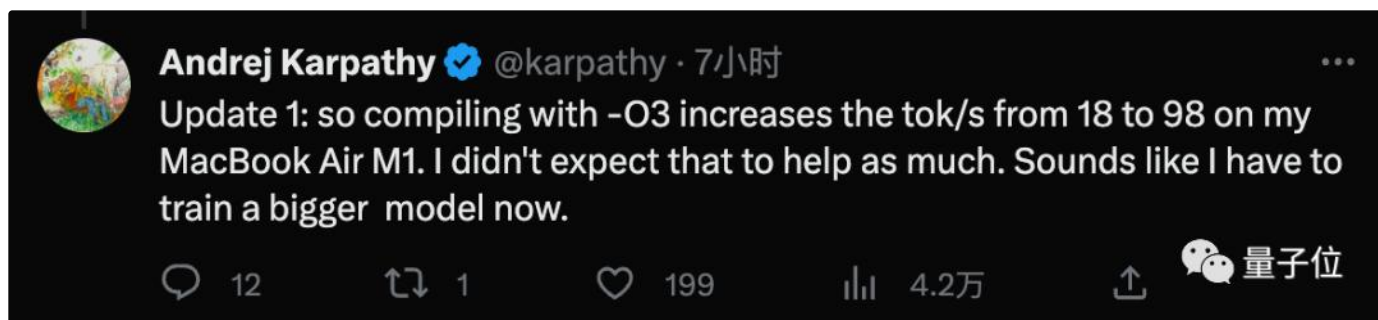 Andrej Karpathy @karpathy · 7小时
Update 1: so compiling with -O3 increases the tok/s from 18 to 98 on my
MacBook Air M1. I didn't expect that to help as much. Sounds like I have to
train a bigger model now.
12 1 199 4.2万
量子位